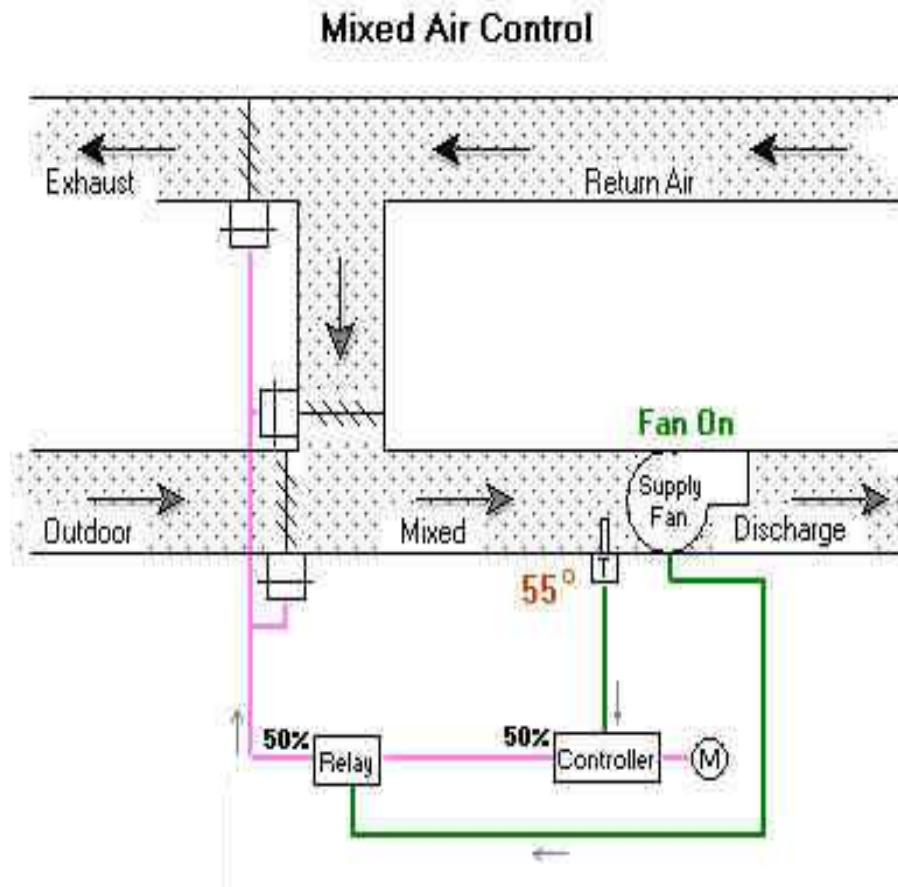 Mixed Air Control
Exhaust
Return Air
Fan On
Supply
Fan
Outdoor
Mixed
Discharge
T
55°
50%
50%
Relay
Controller
M